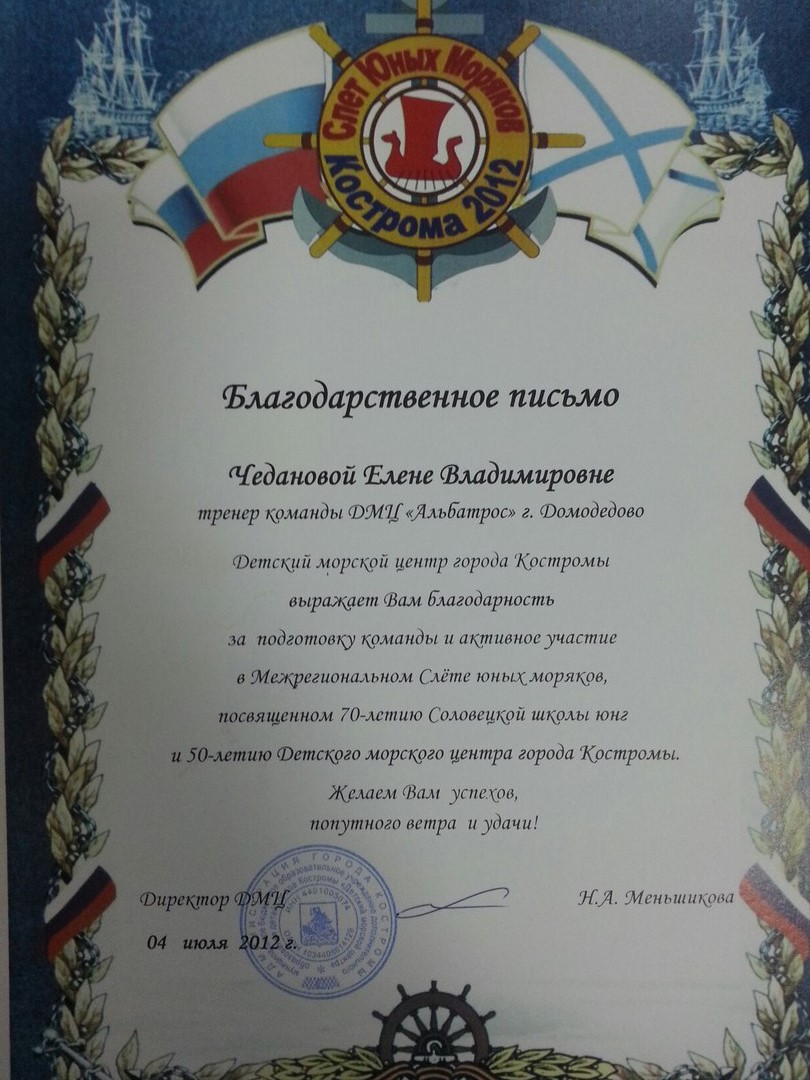 Слет Юных Моряков
Кострома 2012
Благодарственное письмо
Чедановой Елене Владимировне
тренер команды ДМЦ «Альбатрос» г. Домодедово
Детский морской центр города Костромы
выражает Вам благодарность
за подготовку команды и активное участие
в Межрегиональном Слёте юных моряков,
посвященном 70-летию Соловецкой школы юнг
и 50-летию Детского морского центра города Костромы.
Желаем Вам успехов,
попутного ветра и удачи!
Директор ДМЦ Н.А. Меньшикова
04 июля 2012 г.
АДМИНИСТРАЦИЯ ГОРОДА КОСТРОМЫ